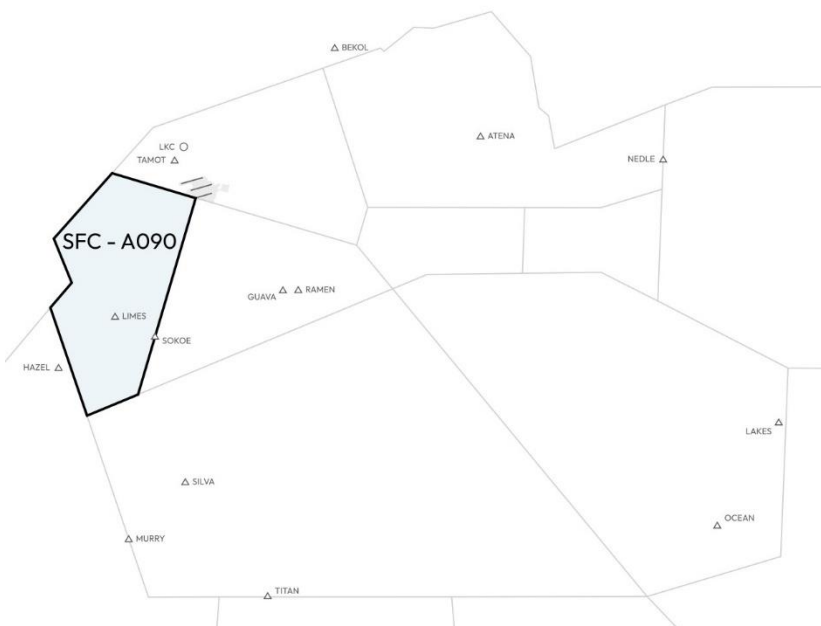 BEKOL
ATENA
LKC
TAMOT
NEDLE
SFC - A090
GUAVA
RAMEN
LIMES
SOKOE
HAZEL
LAKES
SILVA
OCEAN
MURRY
TITAN